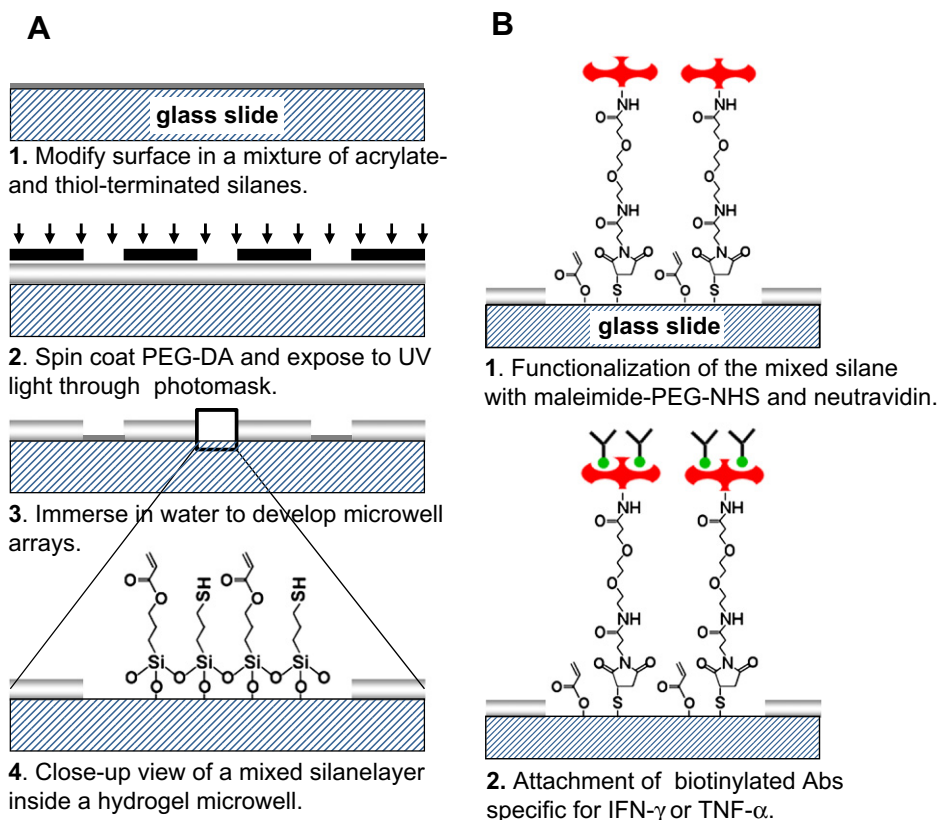 A
glass slide
1. Modify surface in a mixture of acrylate-
and thiol-terminated silanes.
2. Spin coat PEG-DA and expose to UV
light through photomask.
3. Immerse in water to develop microwell
arrays.
O
O
SH
O
O
SH
Si
Si
Si
Si
O
O
O
O
O
O
O
O
O
4. Close-up view of a mixed silanelayer
inside a hydrogel microwell.
B
NH
NH
O
O
O
O
O
O
NH
NH
O
O
N
N
O
O
O
O
O
O
O
O
S
S
glass slide
1. Functionalization of the mixed silane
with maleimide-PEG-NHS and neutravidin.
NH
NH
O
O
O
O
O
O
NH
NH
O
O
N
N
O
O
O
O
O
O
O
O
S
S
2. Attachment of biotinylated Abs
specific for IFN-γ or TNF-α.